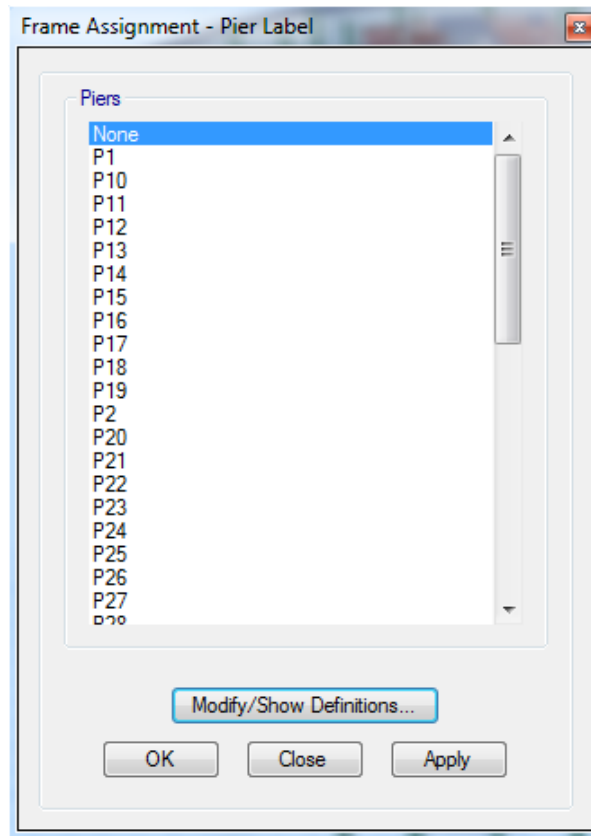 Frame Assignment - Pier Label
Piers
None
P1
P10
P11
P12
P13
P14
P15
P16
P17
P18
P19
P2
P20
P21
P22
P23
P24
P25
P26
P27
P28
Modify/Show Definitions...
OK Close Apply